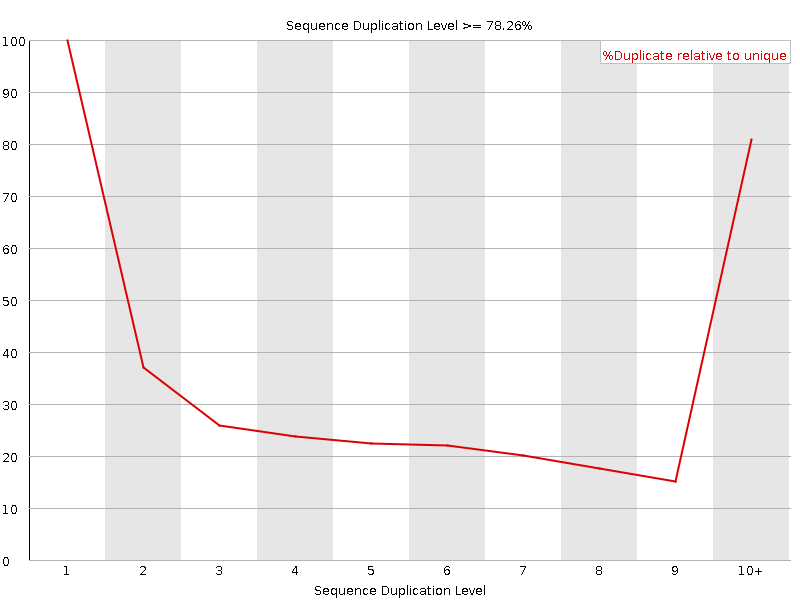 Sequence Duplication Level >= 78.26%
%Duplicate relative to unique
100
90
80
70
60
50
40
30
20
10
0
1 2 3 4 5 6 7 8 9 10+
Sequence Duplication Level